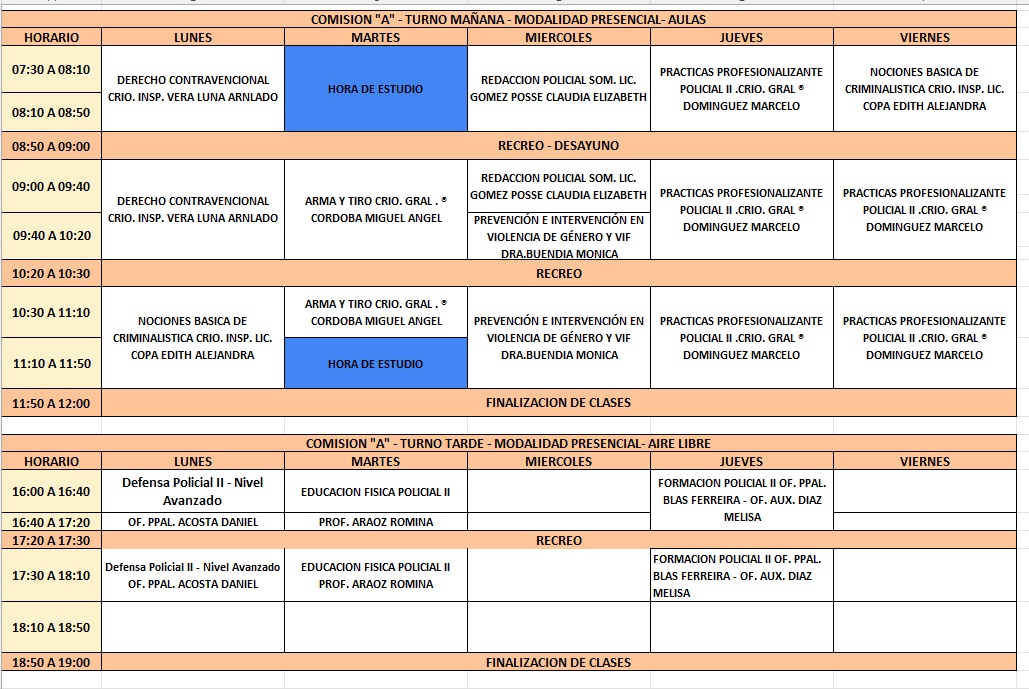 COMISION "A" - TURNO MAÑANA - MODALIDAD PRESENCIAL- AULAS
HORARIO LUNES MARTES MIERCOLES JUEVES VIERNES
07:30 A 08:10
08:10 A 08:50
DERECHO CONTRAVENCIONAL
CRIO. INSP. VERA LUNA ARNLADO
HORA DE ESTUDIO
REDACCION POLICIAL SOM. LIC.
GOMEZ POSSE CLAUDIA ELIZABETH
PRACTICAS PROFESIONALIZANTE
POLICIAL II .CRIO. GRAL ®
DOMINGUEZ MARCELO
NOCIONES BASICA DE
CRIMINALISTICA CRIO. INSP. LIC.
COPA EDITH ALEJANDRA
08:50 A 09:00 RECREO - DESAYUNO
09:00 A 09:40
09:40 A 10:20
DERECHO CONTRAVENCIONAL
CRIO. INSP. VERA LUNA ARNLADO
ARMA Y TIRO CRIO. GRAL . ®
CORDOBA MIGUEL ANGEL
REDACCION POLICIAL SOM. LIC.
GOMEZ POSSE CLAUDIA ELIZABETH
PREVENCIÓN E INTERVENCIÓN EN
VIOLENCIA DE GÉNERO Y VIF
DRA.BUENDIA MONICA
PRACTICAS PROFESIONALIZANTE
POLICIAL II .CRIO. GRAL ®
DOMINGUEZ MARCELO
PRACTICAS PROFESIONALIZANTE
POLICIAL II .CRIO. GRAL ®
DOMINGUEZ MARCELO
10:20 A 10:30 RECREO
10:30 A 11:10
11:10 A 11:50
NOCIONES BASICA DE
CRIMINALISTICA CRIO. INSP. LIC.
COPA EDITH ALEJANDRA
ARMA Y TIRO CRIO. GRAL . ®
CORDOBA MIGUEL ANGEL
HORA DE ESTUDIO
PREVENCIÓN E INTERVENCIÓN EN
VIOLENCIA DE GÉNERO Y VIF
DRA.BUENDIA MONICA
PRACTICAS PROFESIONALIZANTE
POLICIAL II .CRIO. GRAL ®
DOMINGUEZ MARCELO
PRACTICAS PROFESIONALIZANTE
POLICIAL II .CRIO. GRAL ®
DOMINGUEZ MARCELO
11:50 A 12:00 FINALIZACION DE CLASES
COMISION "A" - TURNO TARDE - MODALIDAD PRESENCIAL- AIRE LIBRE
HORARIO LUNES MARTES MIERCOLES JUEVES VIERNES
16:00 A 16:40
16:40 A 17:20
Defensa Policial II - Nivel
Avanzado
OF. PPAL. ACOSTA DANIEL
EDUCACION FISICA POLICIAL II
PROF. ARAOZ ROMINA
FORMACION POLICIAL II OF. PPAL.
BLAS FERREIRA - OF. AUX. DIAZ
MELISA
17:20 A 17:30 RECREO
17:30 A 18:10
Defensa Policial II - Nivel Avanzado
OF. PPAL. ACOSTA DANIEL
EDUCACION FISICA POLICIAL II
PROF. ARAOZ ROMINA
FORMACION POLICIAL II OF. PPAL.
BLAS FERREIRA - OF. AUX. DIAZ
MELISA
18:10 A 18:50
18:50 A 19:00 FINALIZACION DE CLASES